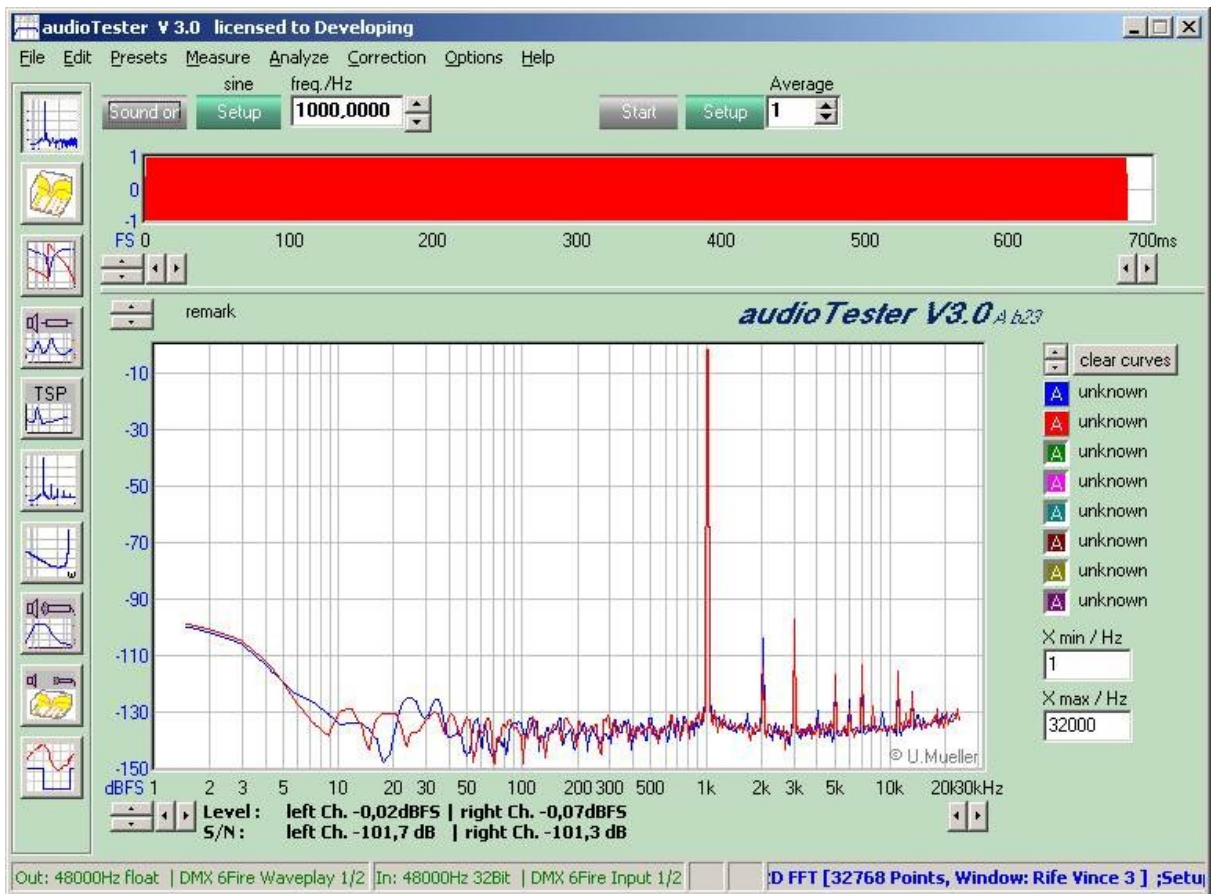 audioTester V 3.0 licensed to Developing
File Edit Presets Measure Analyze Correction Options Help
sine freq./Hz Average
Sound on Setup 1000,0000 Start Setup 1
1
0
-1
FS 0 100 200 300 400 500 600 700ms
remark audioTester V3.0 A b23
clear curves
A unknown
A unknown
A unknown
A unknown
A unknown
A unknown
A unknown
A unknown
X min / Hz
1
X max / Hz
32000
TSP
ω
-10
-30
-50
-70
-90
-110
-130
-150
© U.Mueller
dBFS 1 2 3 5 10 20 30 50 100 200 300 500 1k 2k 3k 5k 10k 20k30kHz
Level : left Ch. -0,02dBFS | right Ch. -0,07dBFS
S/N : left Ch. -101,7 dB | right Ch. -101,3 dB
Out: 48000Hz float | DMX 6Fire Waveplay 1/2 In: 48000Hz 32Bit | DMX 6Fire Input 1/2 :D FFT [32768 Points, Window: Rife Vince 3 ] ;Setu